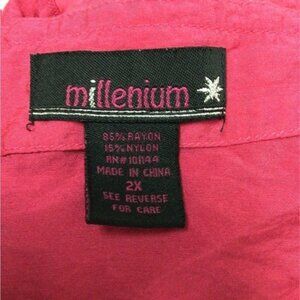 millenium
85% RAYON
15% NYLON
RN# 10844
MADE IN CHINA
2X
SEE REVERSE
FOR CARE